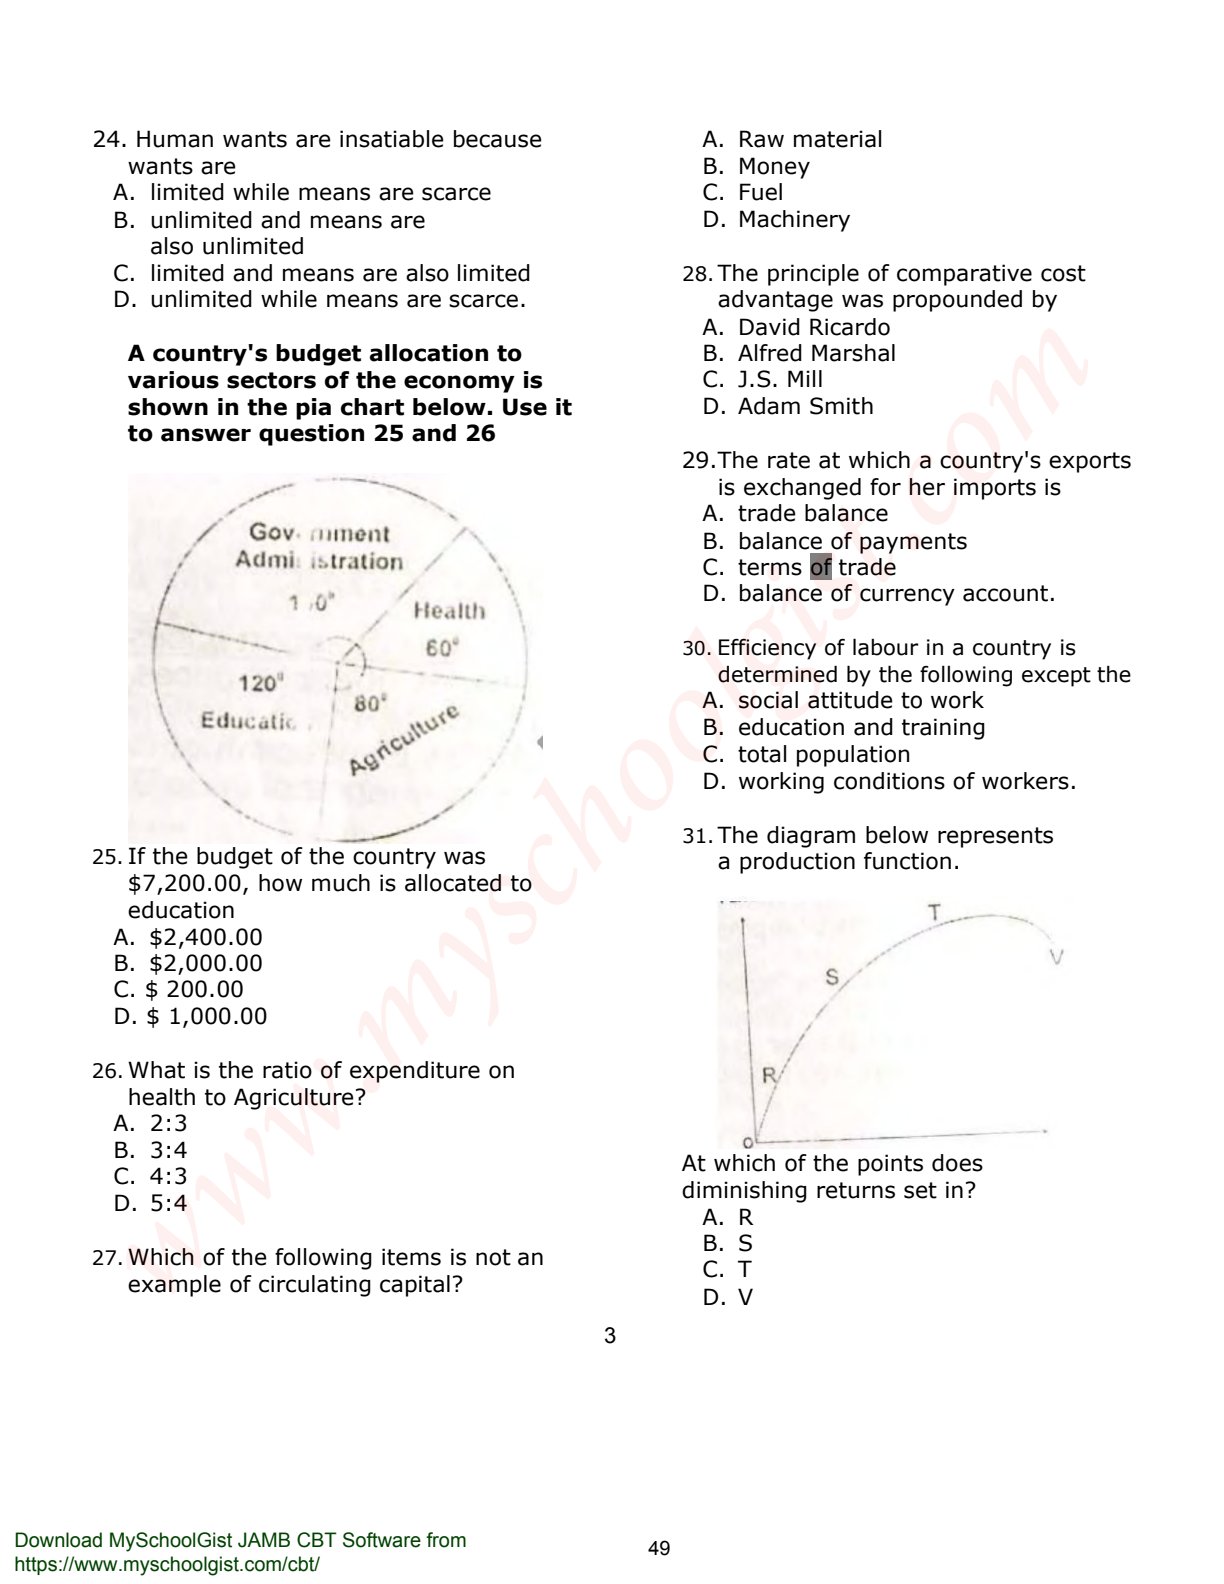 24. Human wants are insatiable because
wants are
A. limited while means are scarce
B. unlimited and means are
also unlimited
C. limited and means are also limited
D. unlimited while means are scarce.
A country's budget allocation to
various sectors of the economy is
shown in the pia chart below. Use it
to answer question 25 and 26
Administration
Health
60°
120°
80°
Agriculture
25. If the budget of the country was
$7,200.00, how much is allocated to
education
A. $2,400.00
B. $2,000.00
C. $ 200.00
D. $ 1,000.00
26. What is the ratio of expenditure on
health to Agriculture?
A. 2:3
B. 3:4
C. 4:3
D. 5:4
27. Which of the following items is not an
example of circulating capital?
A. Raw material
B. Money
C. Fuel
D. Machinery
28. The principle of comparative cost
advantage was propounded by
A. David Ricardo
B. Alfred Marshal
C. J.S. Mill
D. Adam Smith
29. The rate at which a country's exports
is exchanged for her imports is
A. trade balance
B. balance of payments
C. terms of trade
D. balance of currency account.
30. Efficiency of labour in a country is
determined by the following except the
A. social attitude to work
B. education and training
C. total population
D. working conditions of workers.
31. The diagram below represents
a production function.
T
V
S
R
O
At which of the points does
diminishing returns set in?
A. R
B. S
C. T
D. V
3
www.myschoolgist.com
Download MySchoolGist JAMB CBT Software from
https://www.myschoolgist.com/cbt/
49